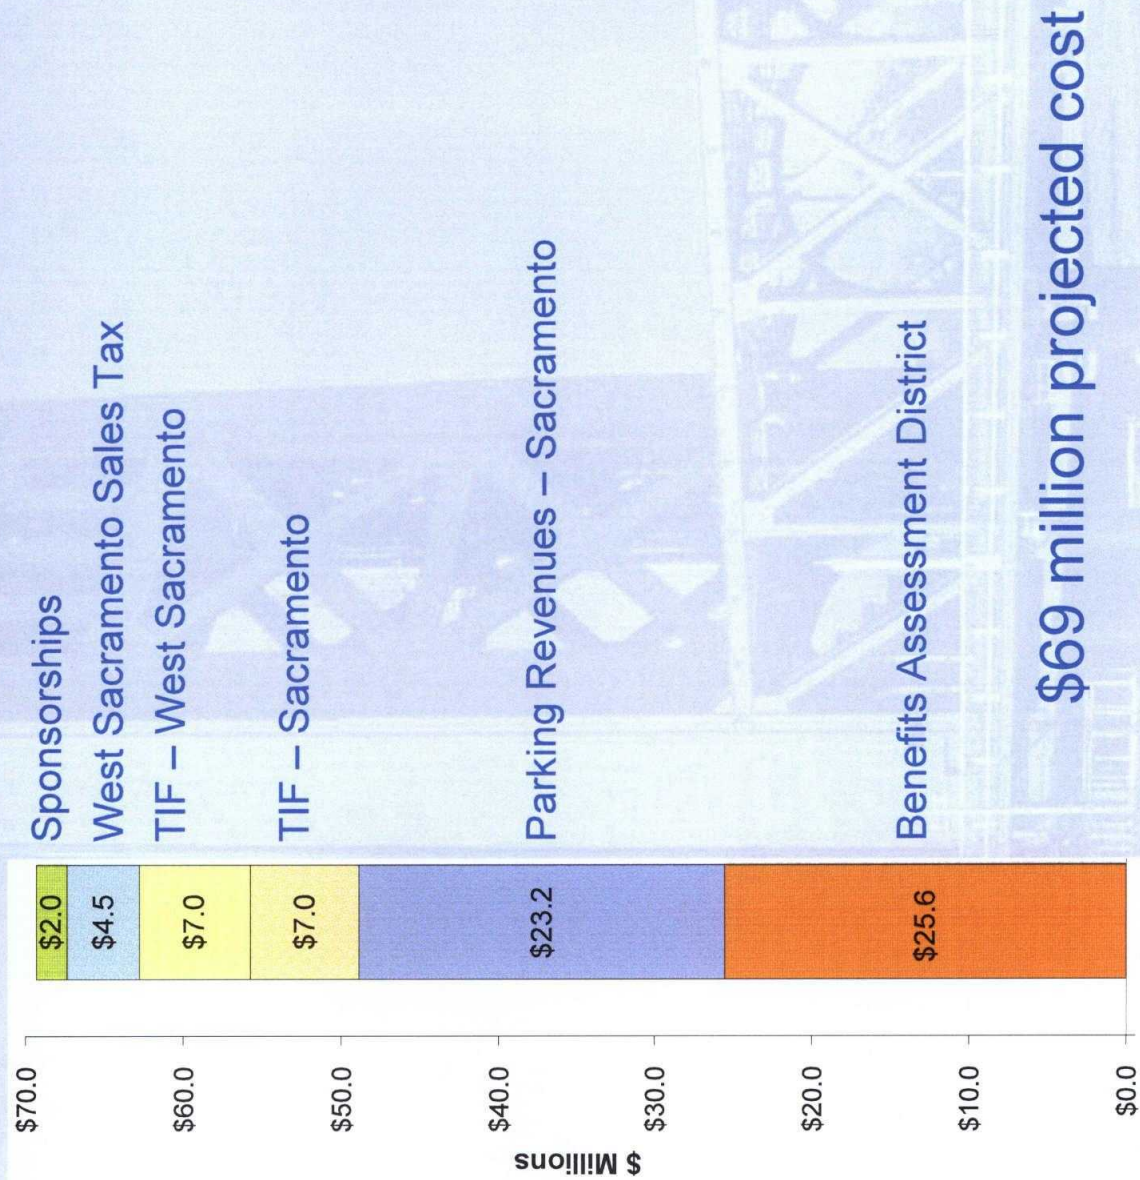 $70.0
$60.0
$50.0
$40.0
$30.0
$20.0
$10.0
$0.0
$ Millions
$2.0
$4.5
$7.0
$7.0
$23.2
$25.6
Sponsorships
West Sacramento Sales Tax
TIF – West Sacramento
TIF – Sacramento
Parking Revenues – Sacramento
Benefits Assessment District
$69 million projected cost